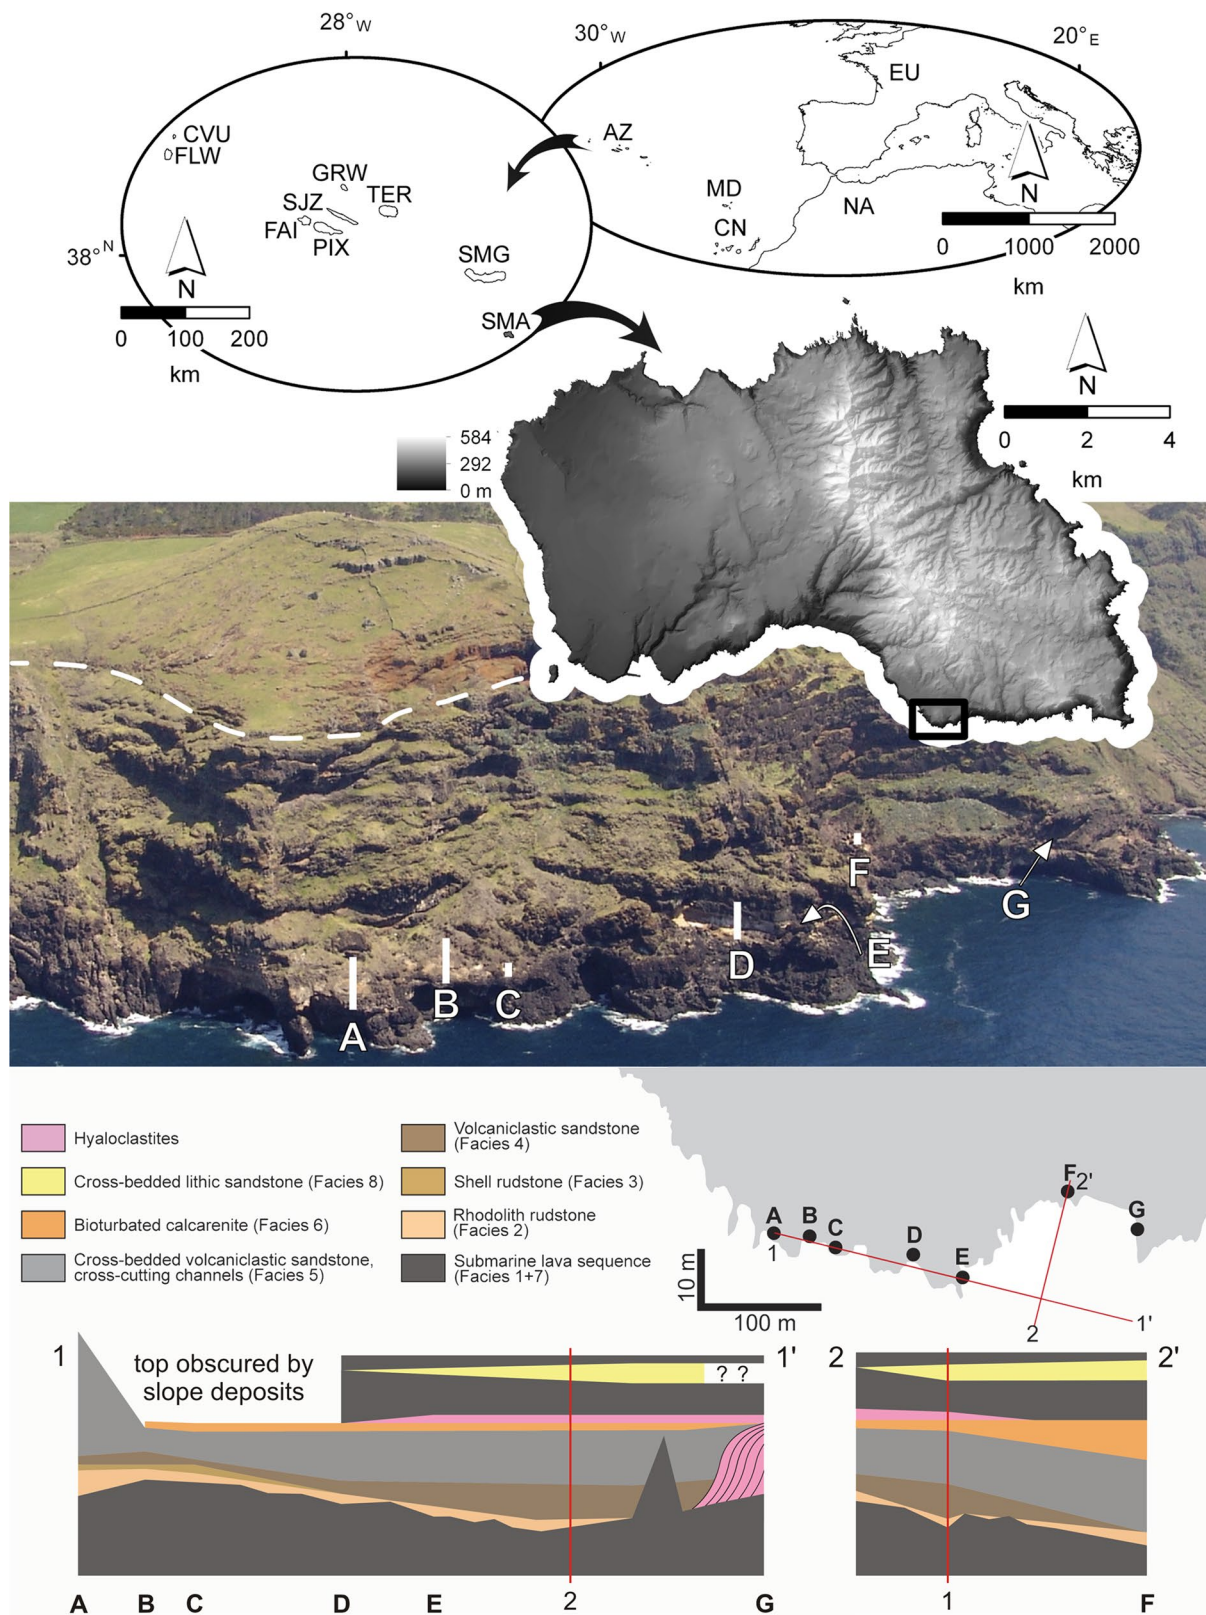 28°W
30°W
20°E
EU
CVU
FLW
AZ
GRW
SJZ
TER
FAI
PIX
MD
NA
CN
N
0 1000 2000
km
38°N
N
0 100 200
km
SMG
SMA
N
0 2 4
km
584
292
0 m
F
G
D
E
B
C
A
Hyaloclastites
Cross-bedded lithic sandstone (Facies 8)
Bioturbated calcarenite (Facies 6)
Cross-bedded volcaniclastic sandstone,
cross-cutting channels (Facies 5)
Volcaniclastic sandstone
(Facies 4)
Shell rudstone (Facies 3)
Rhodolith rudstone
(Facies 2)
Submarine lava sequence
(Facies 1+7)
F
2'
A
B
C
D
E
G
1
2
1'
10 m
100 m
1
top obscured by
slope deposits
1'
? ?
2
2'
A B C D E 2 G
1 F